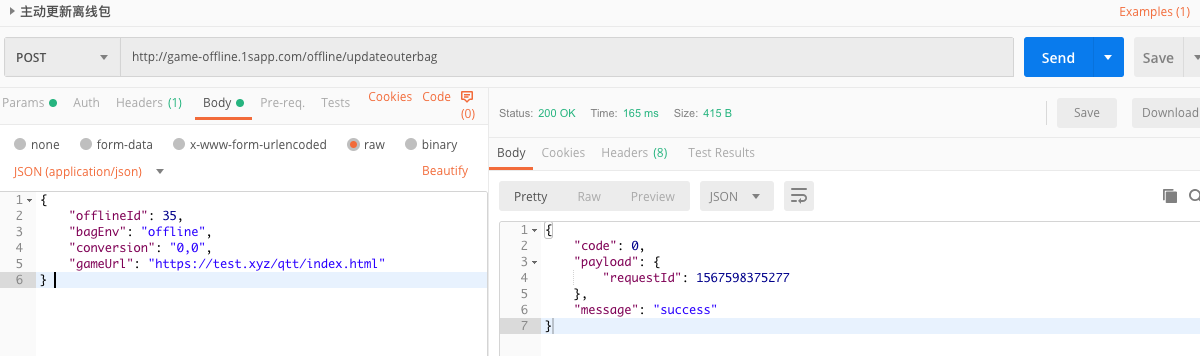 主动更新离线包
Examples (1)
POST
http://game-offline.1sapp.com/offline/updateouterbag
Send
Save
Params
Auth
Headers (1)
Body
Pre-req.
Tests
Cookies
Code
(0)
none
form-data
x-www-form-urlencoded
raw
binary
JSON (application/json)
Beautify
1 {
2 "offlineId": 35,
3 "bagEnv": "offline",
4 "conversion": "0,0",
5 "gameUrl": "https://test.xyz/qtt/index.html"
6 }
Status: 200 OK
Time: 165 ms
Size: 415 B
Save
Download
Body
Cookies
Headers (8)
Test Results
Pretty
Raw
Preview
JSON
1 {
2 "code": 0,
3 "payload": {
4 "requestId": 1567598375277
5 },
6 "message": "success"
7 }